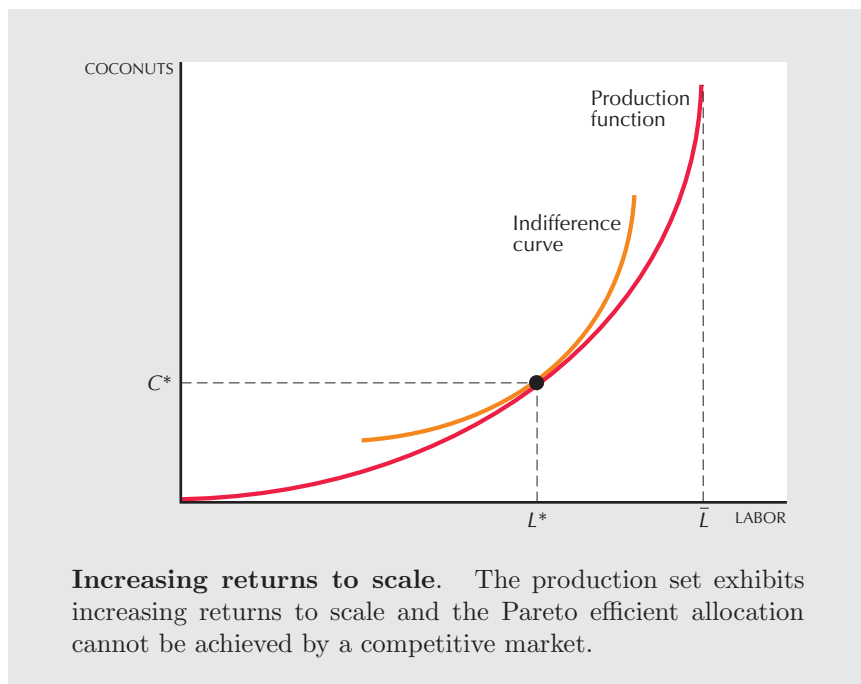 COCONUTS
Production
function
Indifference
curve
C*
L*
L̄
LABOR
Increasing returns to scale. The production set exhibits
increasing returns to scale and the Pareto efficient allocation
cannot be achieved by a competitive market.